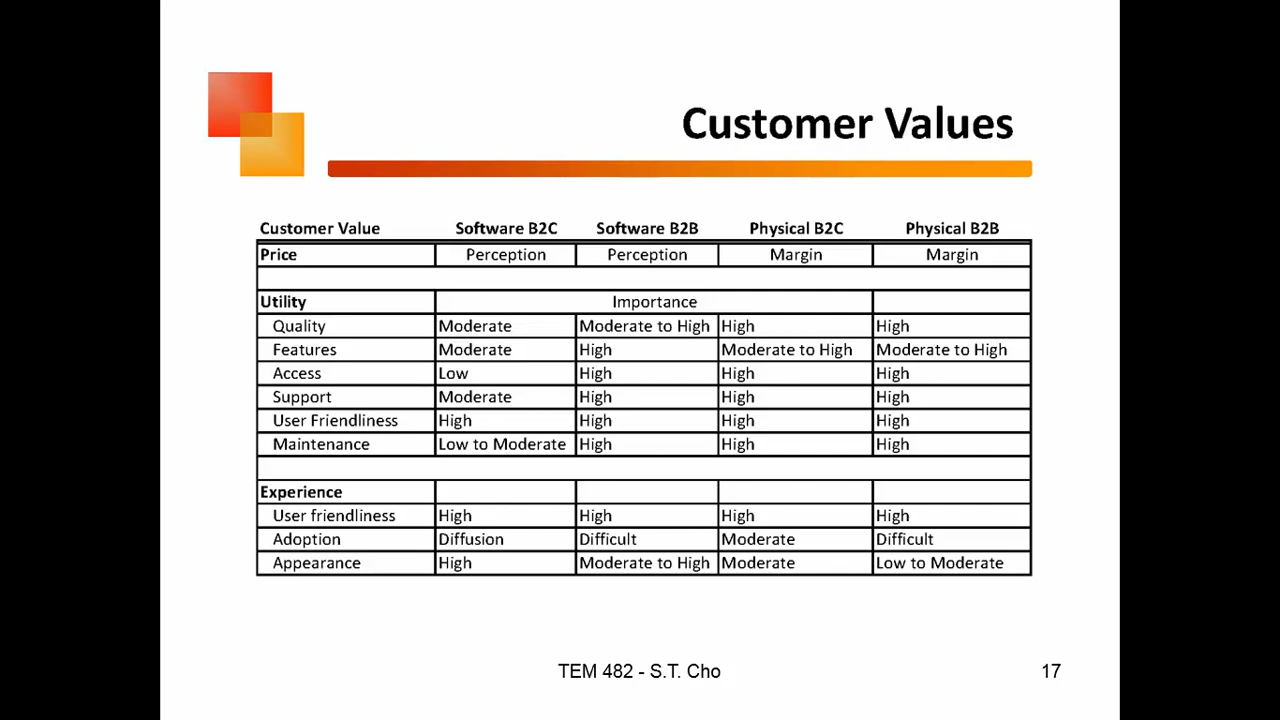 Customer Values
Customer Value Software B2C Software B2B Physical B2C Physical B2B
Price Perception Perception Margin Margin
Utility Importance
Quality Moderate Moderate to High High High
Features Moderate High Moderate to High Moderate to High
Access Low High High High
Support Moderate High High High
User Friendliness High High High High
Maintenance Low to Moderate High High High
Experience
User friendliness High High High High
Adoption Diffusion Difficult Moderate Difficult
Appearance High Moderate to High Moderate Low to Moderate
TEM 482 - S.T. Cho 17